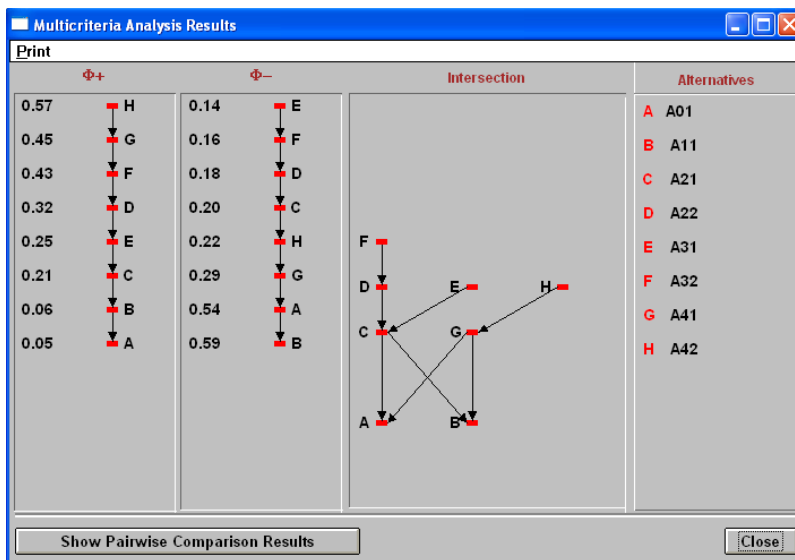 Multicriteria Analysis Results
Print
Φ+ Φ− Intersection Alternatives
0.57 H 0.14 E A A01
0.45 G 0.16 F B A11
0.43 F 0.18 D C A21
0.32 D 0.20 C D A22
0.25 E 0.22 H F E A31
0.21 C 0.29 G D E H F A32
0.06 B 0.54 A C G G A41
0.05 A 0.59 B H A42
A B
Show Pairwise Comparison Results Close